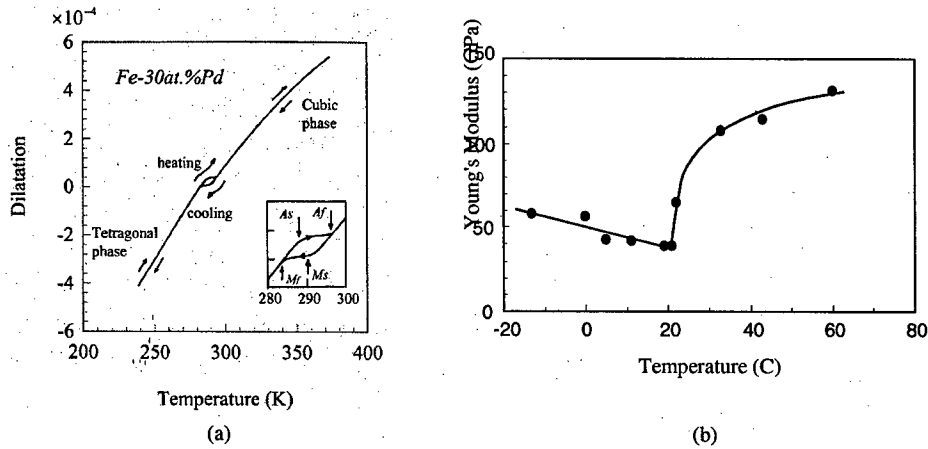 ×10⁻⁴
6
4
2
0
-2
-4
-6
Dilatation
Fe-30at.%Pd
Cubic
phase
heating
cooling
Tetragonal
phase
As
Af
Mf
Ms
280 290 300
200 250 300 350 400
Temperature (K)
(a)
Young's Modulus (GPa)
150
100
50
0
-20 0 20 40 60 80
Temperature (C)
(b)